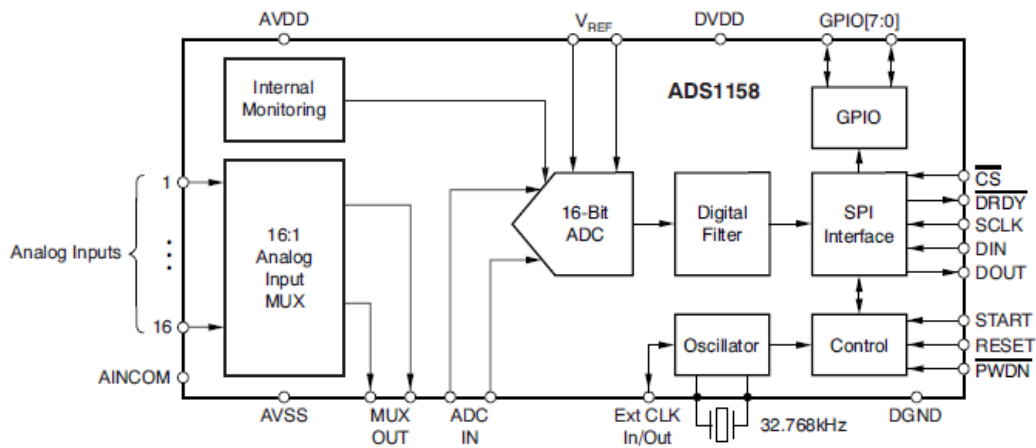 AVDD
V_REF
DVDD
GPIO[7:0]
Internal
Monitoring
ADS1158
GPIO
CS
DRDY
SCLK
DIN
DOUT
1
Analog Inputs
16
16:1
Analog
Input
MUX
16-Bit
ADC
Digital
Filter
SPI
Interface
START
RESET
PWDN
Oscillator
Control
AINCOM
AVSS
MUX
OUT
ADC
IN
Ext CLK
In/Out
32.768kHz
DGND